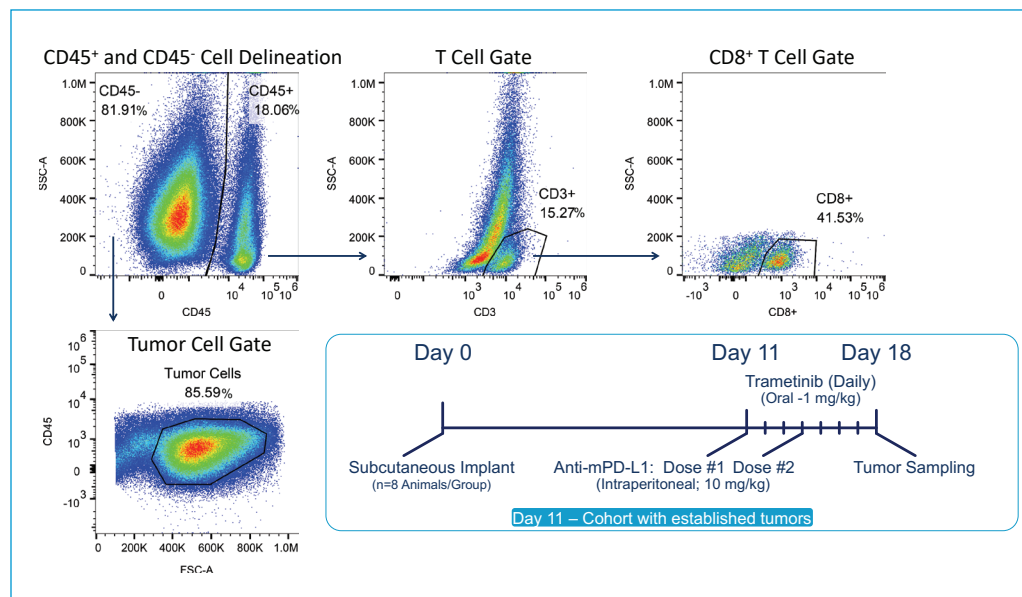 CD45⁺ and CD45⁻ Cell Delineation
T Cell Gate
CD8⁺ T Cell Gate
1.0M
800K
600K
400K
200K
0
SSC-A
CD45-
81.91%
CD45+
18.06%
0
10⁴
10⁵
10⁶
CD45
1.0M
800K
600K
400K
200K
0
SSC-A
CD3+
15.27%
0
10³
10⁴
10⁵
10⁶
CD3
1.0M
800K
600K
400K
200K
0
SSC-A
CD8+
41.53%
-10³
0
10³
10⁴
10⁵
10⁶
CD8+
Tumor Cell Gate
Tumor Cells
85.59%
10⁶
10⁵
10⁴
10³
0
-10³
CD45
0
200K
400K
600K
800K
1.0M
FSC-A
Day 0
Day 11
Day 18
Trametinib (Daily)
(Oral -1 mg/kg)
Subcutaneous Implant
(n=8 Animals/Group)
Anti-mPD-L1: Dose #1 Dose #2
(Intraperitoneal; 10 mg/kg)
Tumor Sampling
Day 11 – Cohort with established tumors